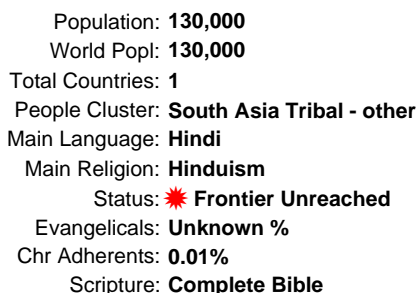 Population: 130,000
World Popl: 130,000
Total Countries: 1
People Cluster: South Asia Tribal - other
Main Language: Hindi
Main Religion: Hinduism
Status: Frontier Unreached
Evangelicals: Unknown %
Chr Adherents: 0.01%
Scripture: Complete Bible